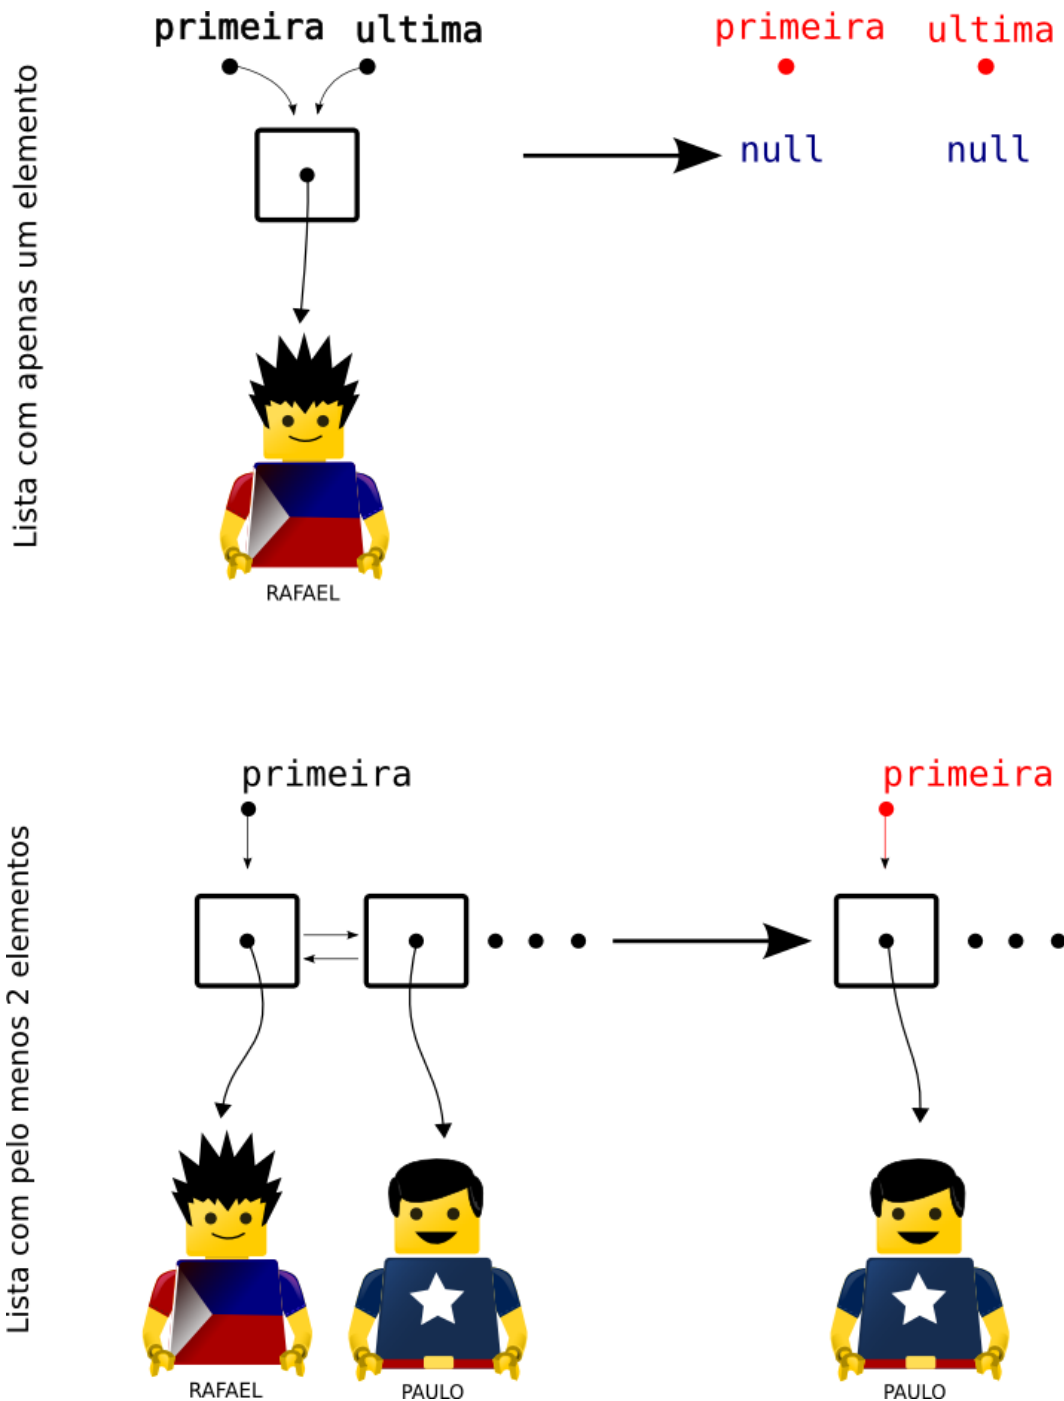 primeira ultima
primeira ultima
null null
Lista com apenas um elemento
RAFAEL
primeira
primeira
Lista com pelo menos 2 elementos
RAFAEL
PAULO
PAULO